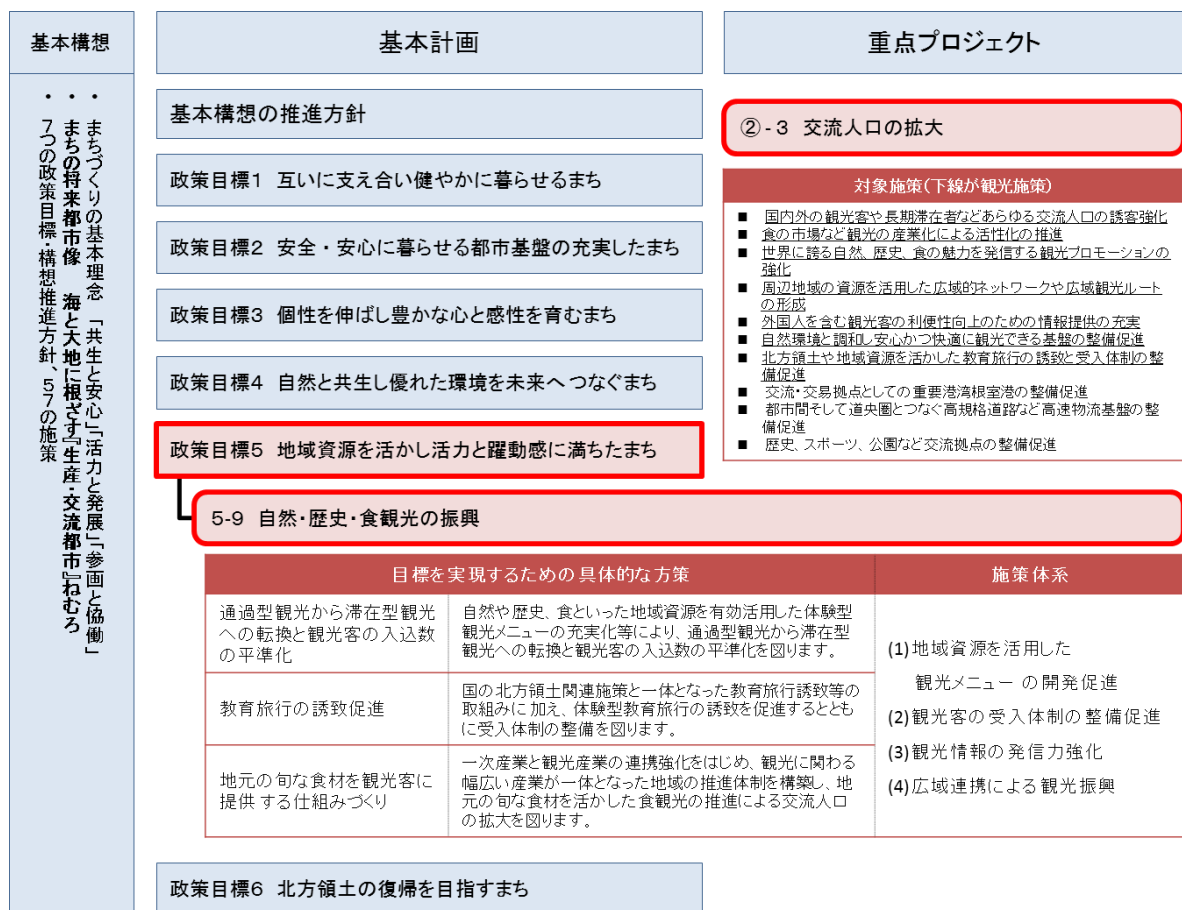 基本構想
・ まちづくりの基本理念 「共生と安心」「活力と発展」「参画と協働」
・ まちの将来都市像 海と大地に根ざす『生産・交流都市』ねむろ
・ 7つの政策目標・構想推進方針、57の施策
基本計画
基本構想の推進方針
政策目標1 互いに支え合い健やかに暮らせるまち
政策目標2 安全・安心に暮らせる都市基盤の充実したまち
政策目標3 個性を伸ばし豊かな心と感性を育むまち
政策目標4 自然と共生し優れた環境を未来へつなぐまち
政策目標5 地域資源を活かし活力と躍動感に満ちたまち
重点プロジェクト
②-3 交流人口の拡大
対象施策(下線が観光施策)
■ 国内外の観光客や長期滞在者などあらゆる交流人口の誘客強化
■ 食の市場など観光の産業化による活性化の推進
■ 世界に誇る自然、歴史、食の魅力を発信する観光プロモーションの
強化
■ 周辺地域の資源を活用した広域的ネットワークや広域観光ルート
の形成
■ 外国人を含む観光客の利便性向上のための情報提供の充実
■ 自然環境と調和し安心かつ快適に観光できる基盤の整備促進
■ 北方領土や地域資源を活かした教育旅行の誘致と受入体制の整
備促進
■ 交流・交易拠点としての重要港湾根室港の整備促進
■ 都市間そして道央圏とつなぐ高規格道路など高速物流基盤の整
備促進
■ 歴史、スポーツ、公園など交流拠点の整備促進
5-9 自然・歴史・食観光の振興
目標を実現するための具体的な方策
施策体系
通過型観光から滞在型観光
への転換と観光客の入込数
の平準化
自然や歴史、食といった地域資源を有効活用した体験型
観光メニューの充実化等により、通過型観光から滞在型
観光への転換と観光客の入込数の平準化を図ります。
教育旅行の誘致促進
国の北方領土関連施策と一体となった教育旅行誘致等の
取組みに加え、体験型教育旅行の誘致を促進するととも
に受入体制の整備を図ります。
地元の旬な食材を観光客に
提供する仕組みづくり
一次産業と観光産業の連携強化をはじめ、観光に関わる
幅広い産業が一体となった地域の推進体制を構築し、地
元の旬な食材を活かした食観光の推進による交流人口
の拡大を図ります。
(1)地域資源を活用した
観光メニューの開発促進
(2)観光客の受入体制の整備促進
(3)観光情報の発信力強化
(4)広域連携による観光振興
政策目標6 北方領土の復帰を目指すまち